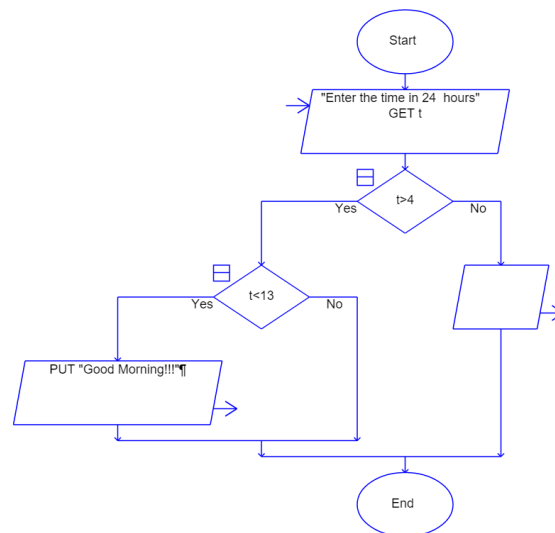 Start
"Enter the time in 24  hours"
GET t
t>4
Yes
No
t<13
Yes
No
PUT "Good Morning!!!"¶
End